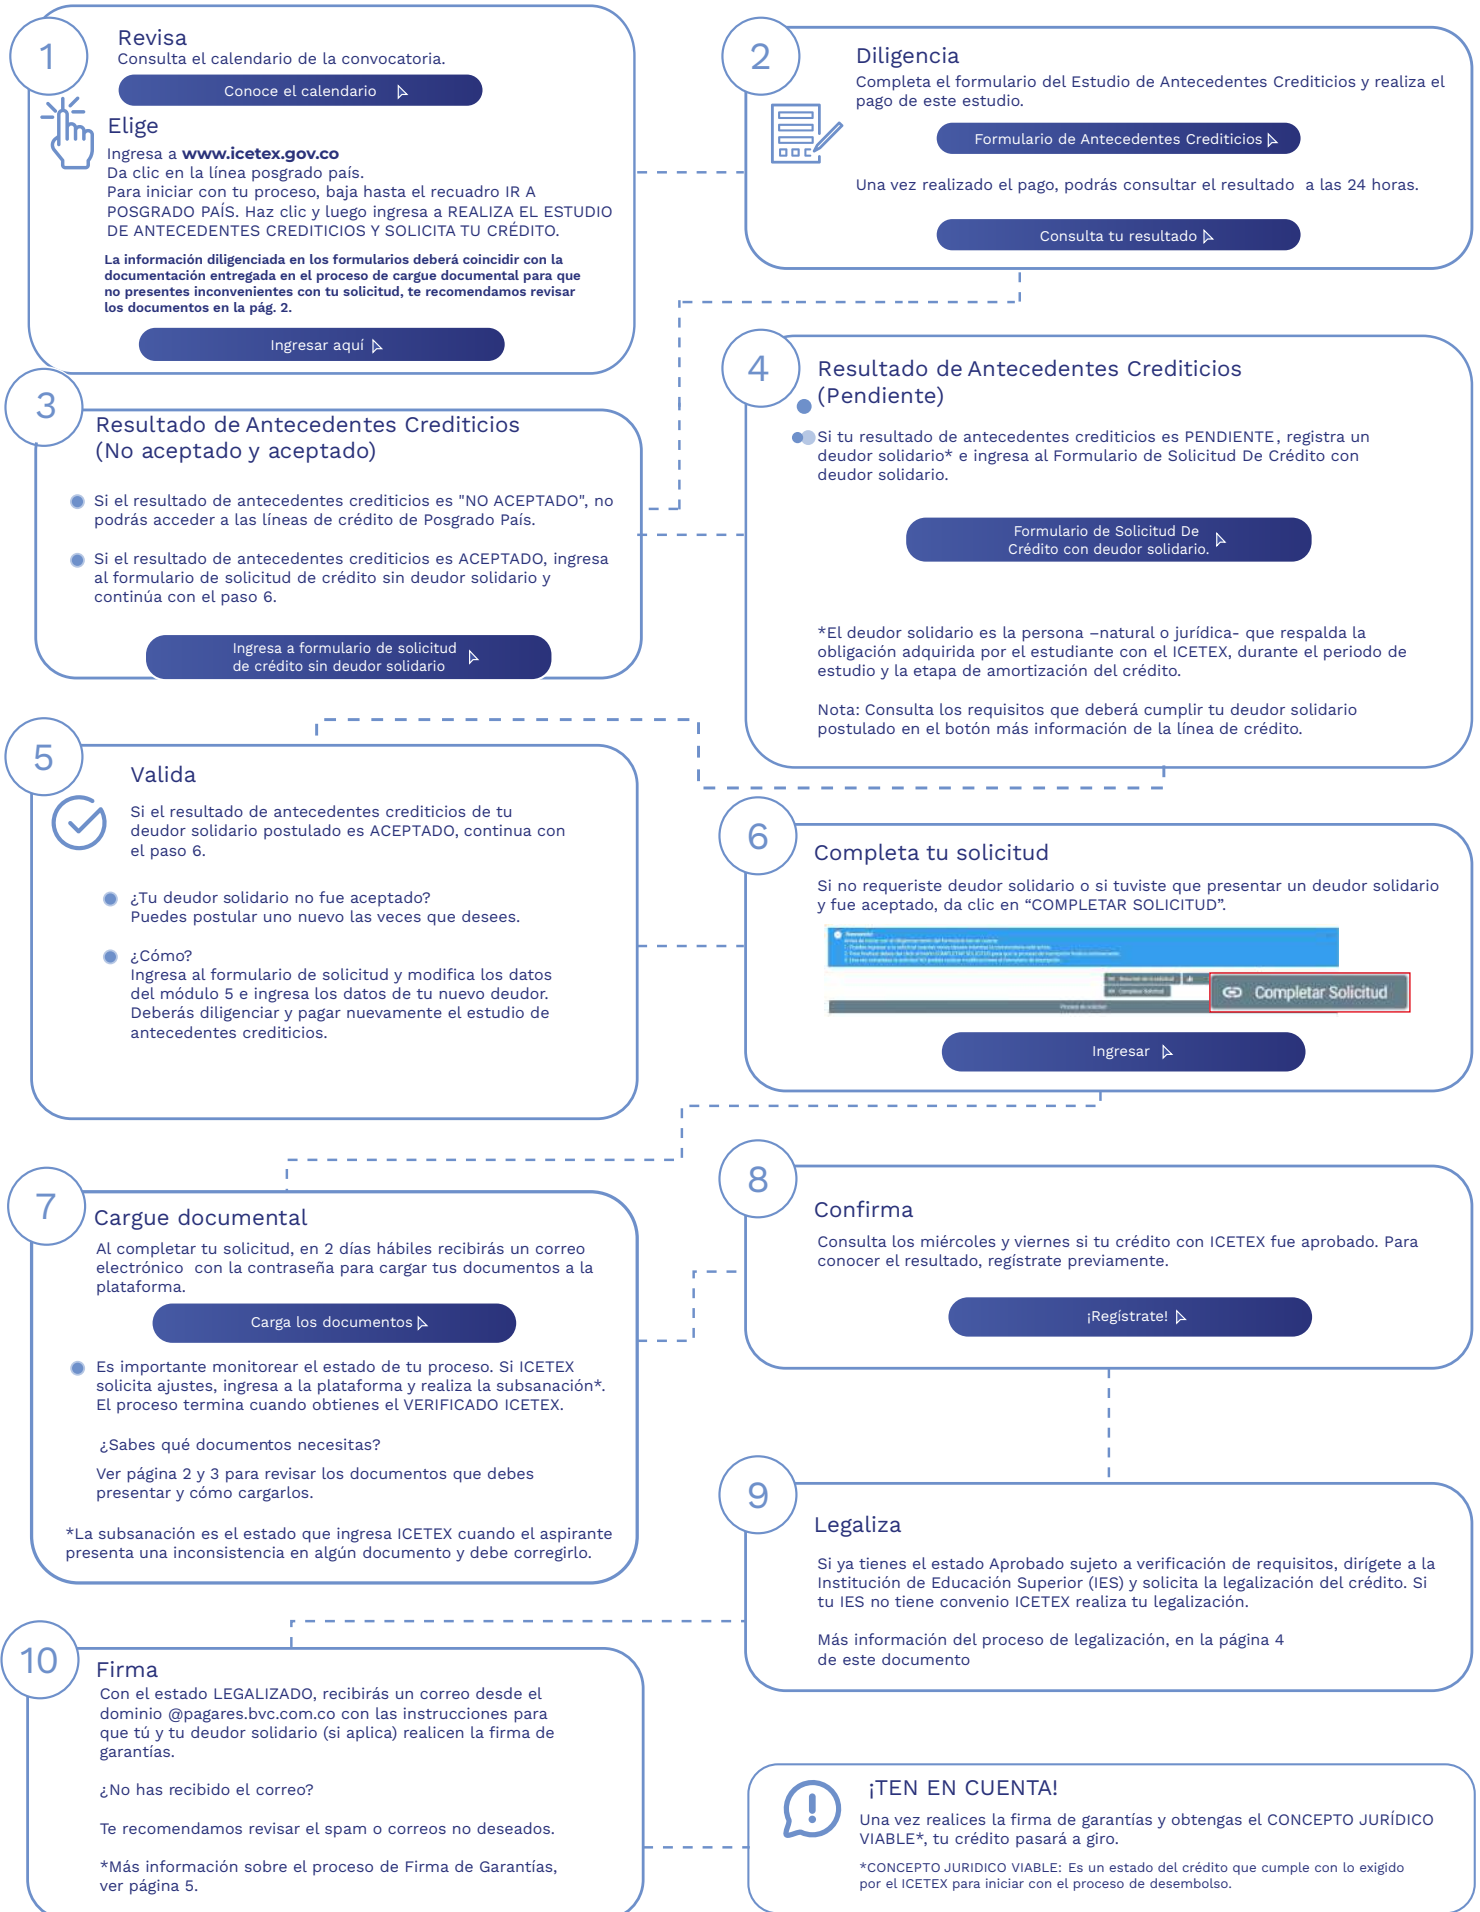 1
Revisa
Consulta el calendario de la convocatoria.
Conoce el calendario
Elige
Ingresa a www.icetex.gov.co
Da clic en la línea posgrado país.
Para iniciar con tu proceso, baja hasta el recuadro IR A
POSGRADO PAÍS. Haz clic y luego ingresa a REALIZA EL ESTUDIO
DE ANTECEDENTES CREDITICIOS Y SOLICITA TU CRÉDITO.
La información diligenciada en los formularios deberá coincidir con la
documentación entregada en el proceso de cargue documental para que
no presentes inconvenientes con tu solicitud, te recomendamos revisar
los documentos en la pág. 2.
Ingresar aquí
2
Diligencia
Completa el formulario del Estudio de Antecedentes Crediticios y realiza el
pago de este estudio.
Formulario de Antecedentes Crediticios
Una vez realizado el pago, podrás consultar el resultado a las 24 horas.
Consulta tu resultado
3
Resultado de Antecedentes Crediticios
(No aceptado y aceptado)
Si el resultado de antecedentes crediticios es "NO ACEPTADO", no
podrás acceder a las líneas de crédito de Posgrado País.
Si el resultado de antecedentes crediticios es ACEPTADO, ingresa
al formulario de solicitud de crédito sin deudor solidario y
continúa con el paso 6.
Ingresa a formulario de solicitud
de crédito sin deudor solidario
4
Resultado de Antecedentes Crediticios
(Pendiente)
Si tu resultado de antecedentes crediticios es PENDIENTE, registra un
deudor solidario* e ingresa al Formulario de Solicitud De Crédito con
deudor solidario.
Formulario de Solicitud De
Crédito con deudor solidario.
*El deudor solidario es la persona –natural o jurídica- que respalda la
obligación adquirida por el estudiante con el ICETEX, durante el periodo de
estudio y la etapa de amortización del crédito.
Nota: Consulta los requisitos que deberá cumplir tu deudor solidario
postulado en el botón más información de la línea de crédito.
5
Valida
Si el resultado de antecedentes crediticios de tu
deudor solidario postulado es ACEPTADO, continua con
el paso 6.
¿Tu deudor solidario no fue aceptado?
Puedes postular uno nuevo las veces que desees.
¿Cómo?
Ingresa al formulario de solicitud y modifica los datos
del módulo 5 e ingresa los datos de tu nuevo deudor.
Deberás diligenciar y pagar nuevamente el estudio de
antecedentes crediticios.
6
Completa tu solicitud
Si no requeriste deudor solidario o si tuviste que presentar un deudor solidario
y fue aceptado, da clic en “COMPLETAR SOLICITUD”.
Completar Solicitud
Ingresar
7
Cargue documental
Al completar tu solicitud, en 2 días hábiles recibirás un correo
electrónico con la contraseña para cargar tus documentos a la
plataforma.
Carga los documentos
Es importante monitorear el estado de tu proceso. Si ICETEX
solicita ajustes, ingresa a la plataforma y realiza la subsanación*.
El proceso termina cuando obtienes el VERIFICADO ICETEX.
¿Sabes qué documentos necesitas?
Ver página 2 y 3 para revisar los documentos que debes
presentar y cómo cargarlos.
*La subsanación es el estado que ingresa ICETEX cuando el aspirante
presenta una inconsistencia en algún documento y debe corregirlo.
8
Confirma
Consulta los miércoles y viernes si tu crédito con ICETEX fue aprobado. Para
conocer el resultado, regístrate previamente.
¡Regístrate!
9
Legaliza
Si ya tienes el estado Aprobado sujeto a verificación de requisitos, dirígete a la
Institución de Educación Superior (IES) y solicita la legalización del crédito. Si
tu IES no tiene convenio ICETEX realiza tu legalización.
Más información del proceso de legalización, en la página 4
de este documento
10
Firma
Con el estado LEGALIZADO, recibirás un correo desde el
dominio @pagares.bvc.com.co con las instrucciones para
que tú y tu deudor solidario (si aplica) realicen la firma de
garantías.
¿No has recibido el correo?
Te recomendamos revisar el spam o correos no deseados.
*Más información sobre el proceso de Firma de Garantías,
ver página 5.
¡TEN EN CUENTA!
Una vez realices la firma de garantías y obtengas el CONCEPTO JURÍDICO
VIABLE*, tu crédito pasará a giro.
*CONCEPTO JURIDICO VIABLE: Es un estado del crédito que cumple con lo exigido
por el ICETEX para iniciar con el proceso de desembolso.